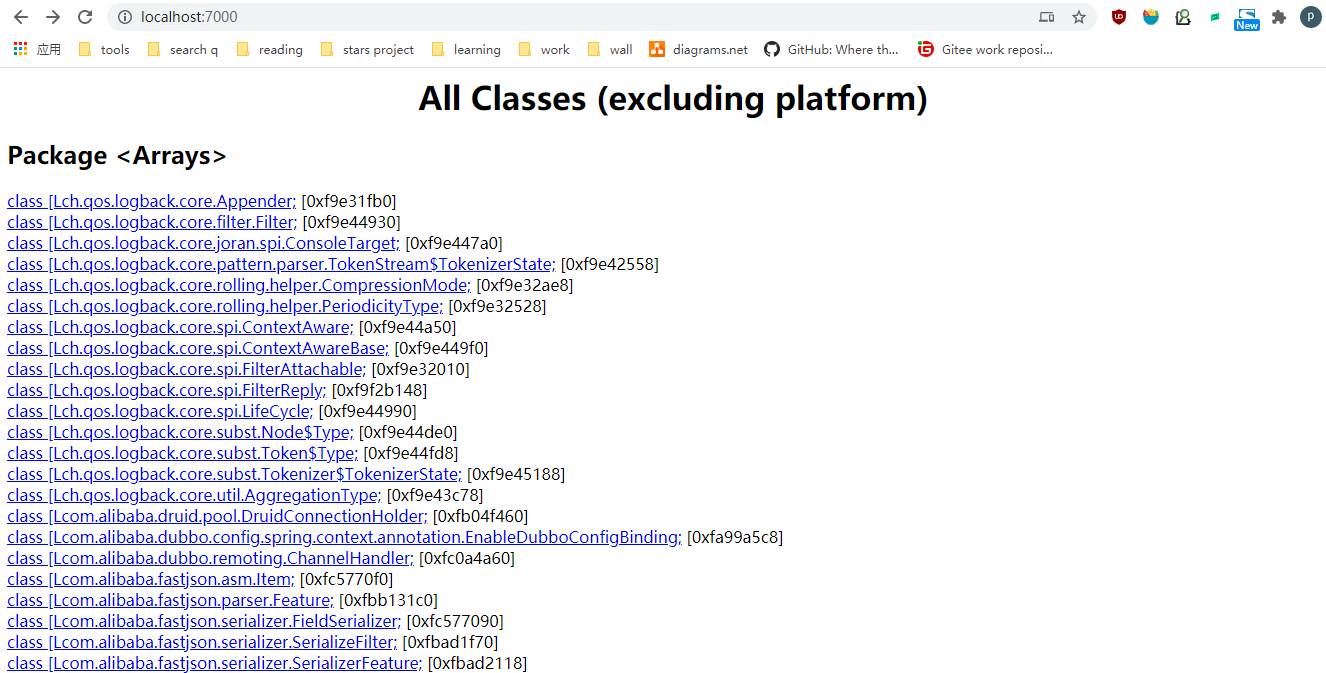 localhost:7000
New
p
应用 tools search q reading stars project learning work wall diagrams.net GitHub: Where th... Gitee work reposi...
All Classes (excluding platform)
Package <Arrays>
class [Lch.qos.logback.core.Appender; [0xf9e31fb0]
class [Lch.qos.logback.core.filter.Filter; [0xf9e44930]
class [Lch.qos.logback.core.joran.spi.ConsoleTarget; [0xf9e447a0]
class [Lch.qos.logback.core.pattern.parser.TokenStream$TokenizerState; [0xf9e42558]
class [Lch.qos.logback.core.rolling.helper.CompressionMode; [0xf9e32ae8]
class [Lch.qos.logback.core.rolling.helper.PeriodicityType; [0xf9e32528]
class [Lch.qos.logback.core.spi.ContextAware; [0xf9e44a50]
class [Lch.qos.logback.core.spi.ContextAwareBase; [0xf9e449f0]
class [Lch.qos.logback.core.spi.FilterAttachable; [0xf9e32010]
class [Lch.qos.logback.core.spi.FilterReply; [0xf9f2b148]
class [Lch.qos.logback.core.spi.LifeCycle; [0xf9e44990]
class [Lch.qos.logback.core.subst.Node$Type; [0xf9e44de0]
class [Lch.qos.logback.core.subst.Token$Type; [0xf9e44fd8]
class [Lch.qos.logback.core.subst.Tokenizer$TokenizerState; [0xf9e45188]
class [Lch.qos.logback.core.util.AggregationType; [0xf9e43c78]
class [Lcom.alibaba.druid.pool.DruidConnectionHolder; [0xfb04f460]
class [Lcom.alibaba.dubbo.config.spring.context.annotation.EnableDubboConfigBinding; [0xfa99a5c8]
class [Lcom.alibaba.dubbo.remoting.ChannelHandler; [0xfc0a4a60]
class [Lcom.alibaba.fastjson.asm.Item; [0xfc5770f0]
class [Lcom.alibaba.fastjson.parser.Feature; [0xfbb131c0]
class [Lcom.alibaba.fastjson.serializer.FieldSerializer; [0xfc577090]
class [Lcom.alibaba.fastjson.serializer.SerializeFilter; [0xfbad1f70]
class [Lcom.alibaba.fastjson.serializer.SerializerFeature; [0xfbad2118]